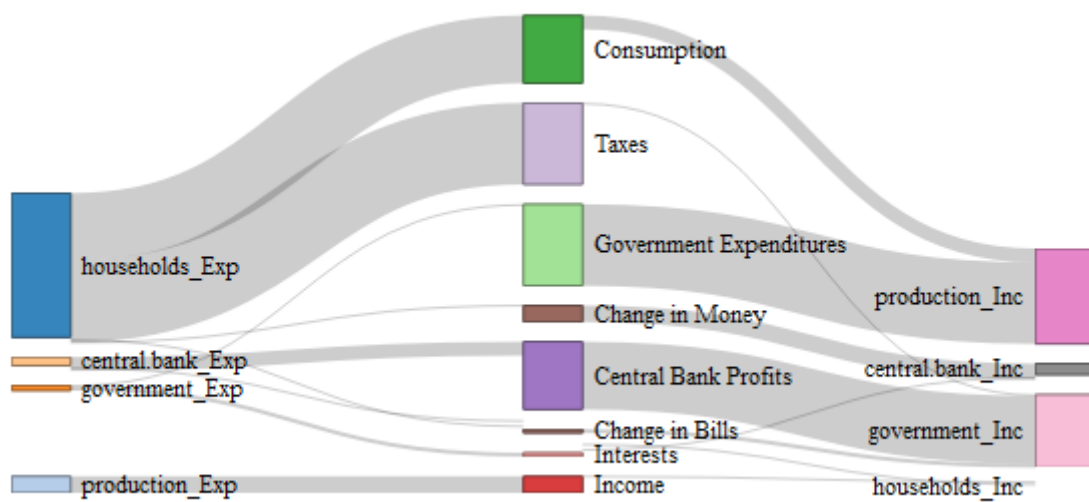 Consumption
Taxes
Government Expenditures
Change in Money
Central Bank Profits
Change in Bills
Interests
Income
households_Exp
central.bank_Exp
government_Exp
production_Exp
production_Inc
central.bank_Inc
government_Inc
households_Inc